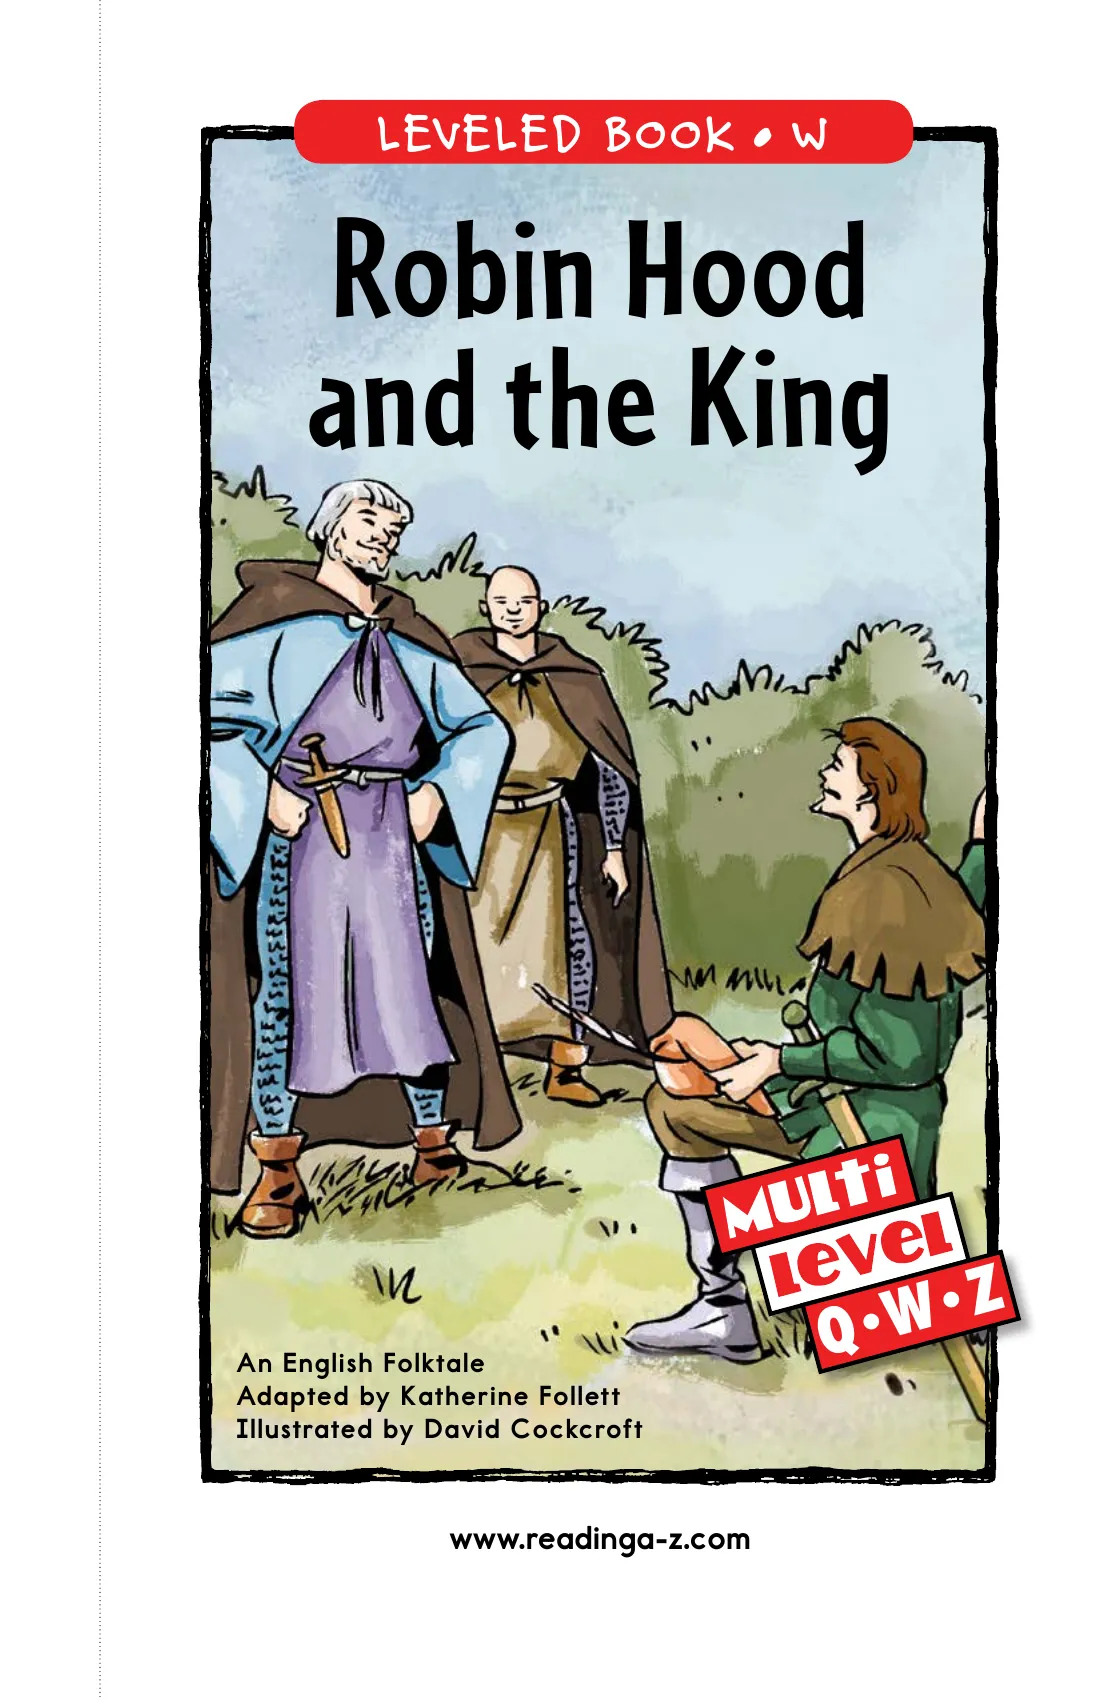 LEVELED BOOK • W
Robin Hood
and the King
Multi
level
Q•W•Z
An English Folktale
Adapted by Katherine Follett
Illustrated by David Cockcroft
www.readinga-z.com